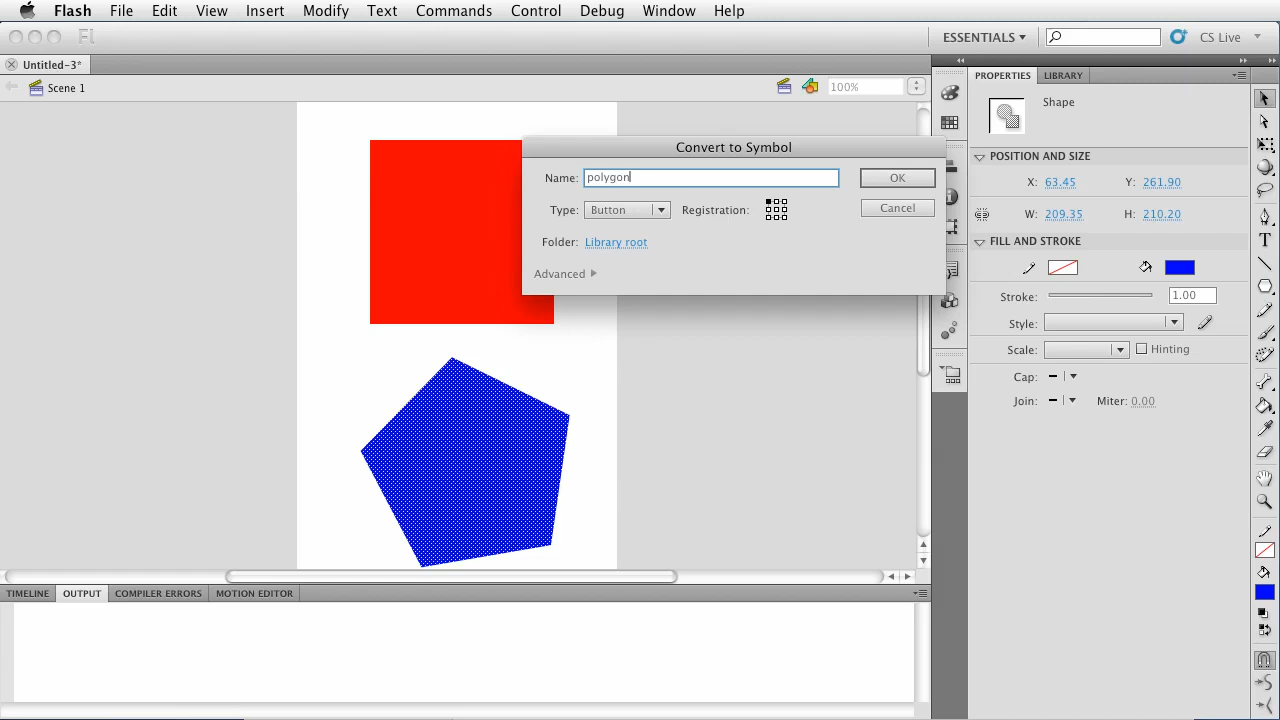 Flash File Edit View Insert Modify Text Commands Control Debug Window Help
Fl ESSENTIALS CS Live
Untitled-3*
Scene 1 100%
PROPERTIES LIBRARY
Shape
POSITION AND SIZE
X: 63.45 Y: 261.90
W: 209.35 H: 210.20
FILL AND STROKE
Stroke: 1.00
Style:
Scale: Hinting
Cap:
Join: Miter: 0.00
Convert to Symbol
Name: polygon OK
Type: Button Registration: Cancel
Folder: Library root
Advanced
TIMELINE OUTPUT COMPILER ERRORS MOTION EDITOR